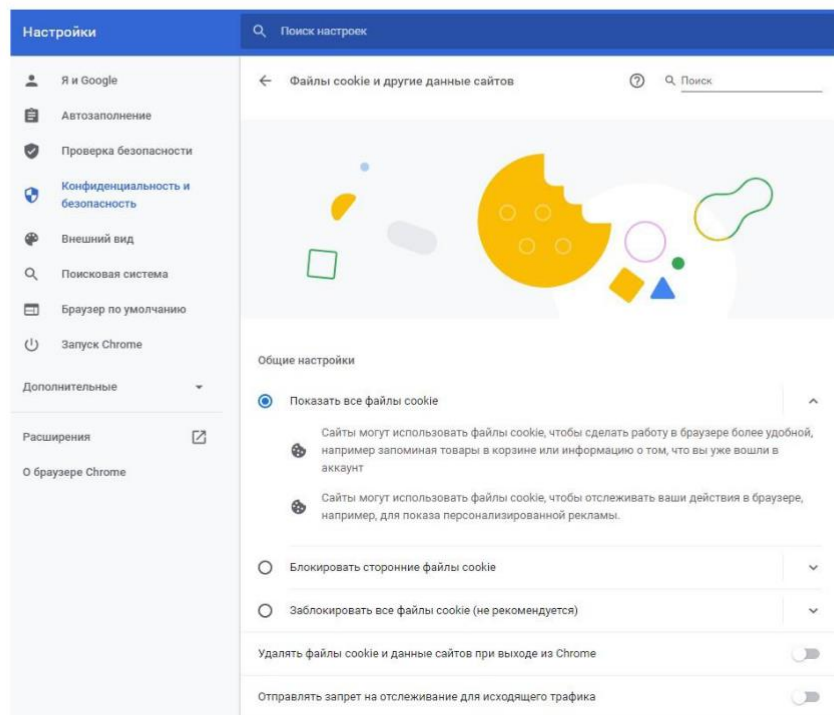 Настройки
Поиск настроек
Я и Google
Автозаполнение
Проверка безопасности
Конфиденциальность и
безопасность
Внешний вид
Поисковая система
Браузер по умолчанию
Запуск Chrome
Дополнительные
Расширения
О браузере Chrome
Файлы cookie и другие данные сайтов
Поиск
Общие настройки
Показать все файлы cookie
Сайты могут использовать файлы cookie, чтобы сделать работу в браузере более удобной,
например запоминая товары в корзине или информацию о том, что вы уже вошли в
аккаунт
Сайты могут использовать файлы cookie, чтобы отслеживать ваши действия в браузере,
например, для показа персонализированной рекламы.
Блокировать сторонние файлы cookie
Заблокировать все файлы cookie (не рекомендуется)
Удалять файлы cookie и данные сайтов при выходе из Chrome
Отправлять запрет на отслеживание для исходящего трафика